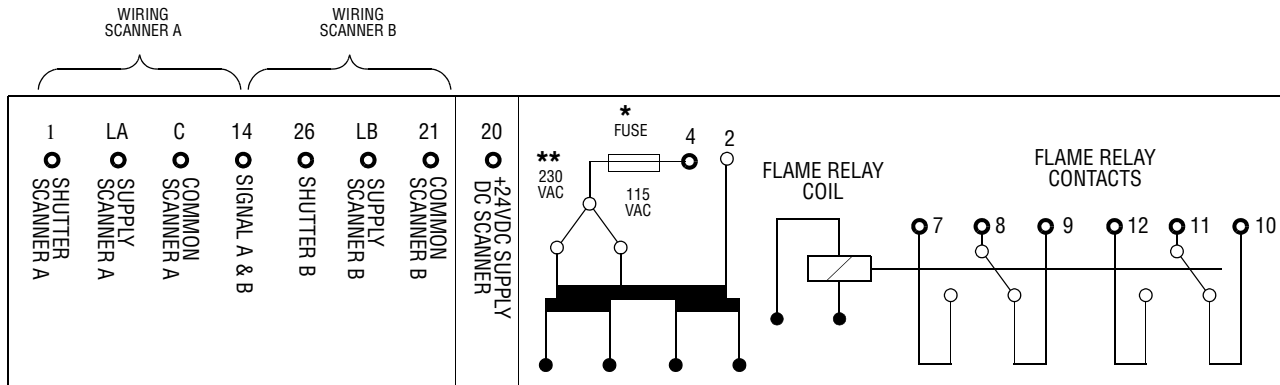 WIRING
SCANNER A
WIRING
SCANNER B
1
LA
C
14
26
LB
21
20
SHUTTER
SCANNER A
SUPPLY
SCANNER A
COMMON
SCANNER A
SIGNAL A & B
SHUTTER B
SUPPLY
SCANNER B
COMMON
SCANNER B
+24VDC SUPPLY
DC SCANNER
*
FUSE
4
2
**
230
VAC
115
VAC
FLAME RELAY
COIL
FLAME RELAY
CONTACTS
7
8
9
12
11
10